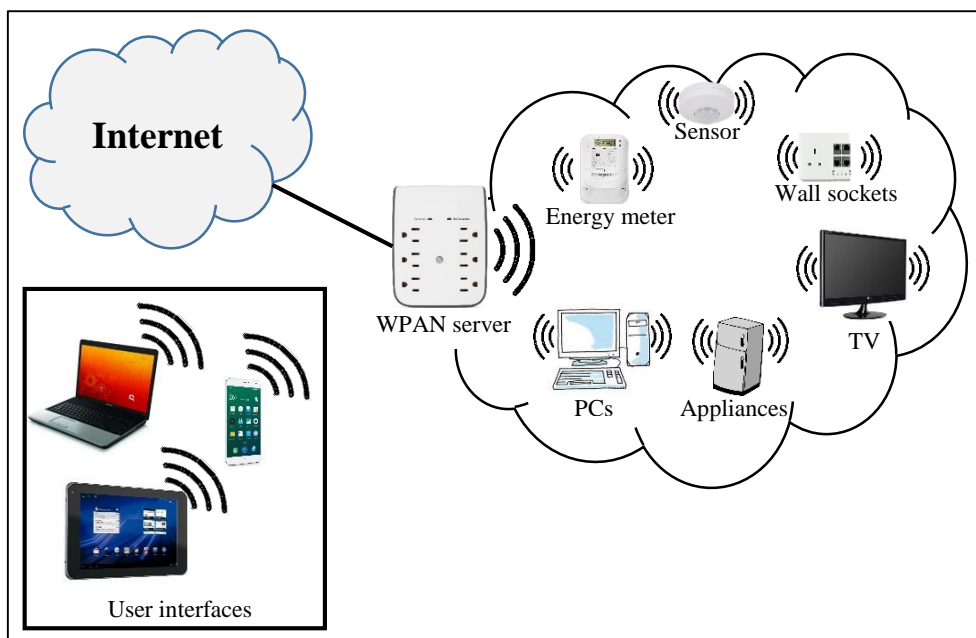 Internet
Sensor
Energy meter
Wall sockets
WPAN server
TV
PCs
Appliances
User interfaces